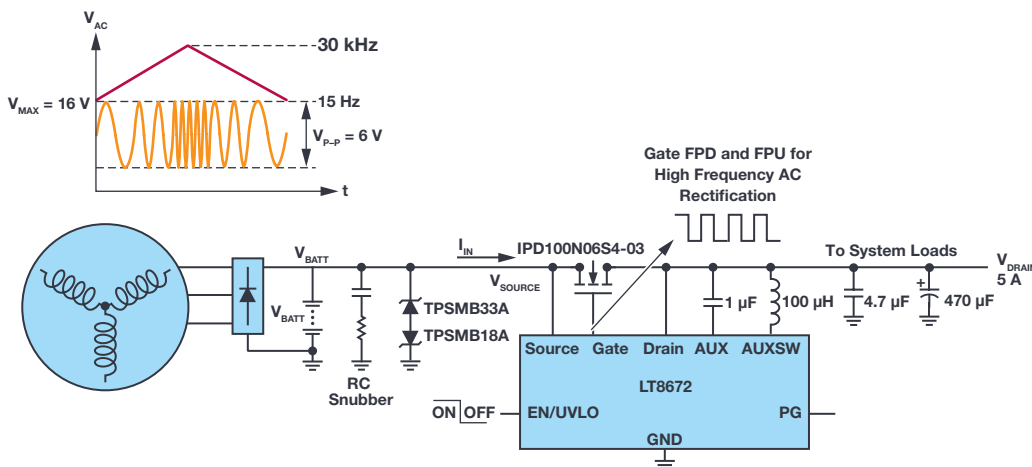 V_AC
30 kHz
V_MAX = 16 V
15 Hz
V_P–P = 6 V
t
Gate FPD and FPU for
High Frequency AC
Rectification
V_BATT
I_IN
IPD100N06S4-03
To System Loads
V_DRAIN
5 A
V_SOURCE
V_BATT
TPSMB33A
TPSMB18A
1 µF
100 µH
4.7 µF
+
470 µF
RC
Snubber
Source
Gate
Drain
AUX
AUXSW
LT8672
ON
OFF
EN/UVLO
PG
GND